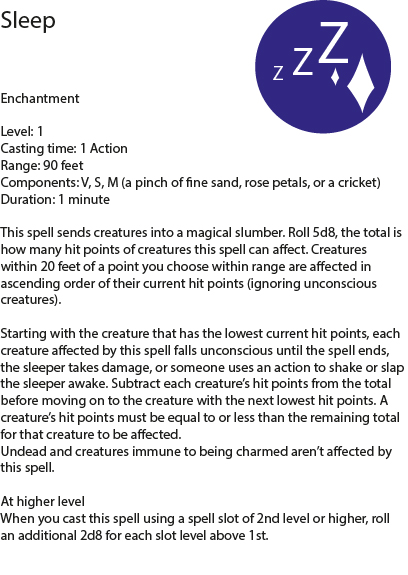 Sleep
Z Z Z
Enchantment
Level: 1
Casting time: 1 Action
Range: 90 feet
Components: V, S, M (a pinch of fine sand, rose petals, or a cricket)
Duration: 1 minute
This spell sends creatures into a magical slumber. Roll 5d8, the total is
how many hit points of creatures this spell can affect. Creatures
within 20 feet of a point you choose within range are affected in
ascending order of their current hit points (ignoring unconscious
creatures).
Starting with the creature that has the lowest current hit points, each
creature affected by this spell falls unconscious until the spell ends,
the sleeper takes damage, or someone uses an action to shake or slap
the sleeper awake. Subtract each creature's hit points from the total
before moving on to the creature with the next lowest hit points. A
creature's hit points must be equal to or less than the remaining total
for that creature to be affected.
Undead and creatures immune to being charmed aren't affected by
this spell.
At higher level
When you cast this spell using a spell slot of 2nd level or higher, roll
an additional 2d8 for each slot level above 1st.